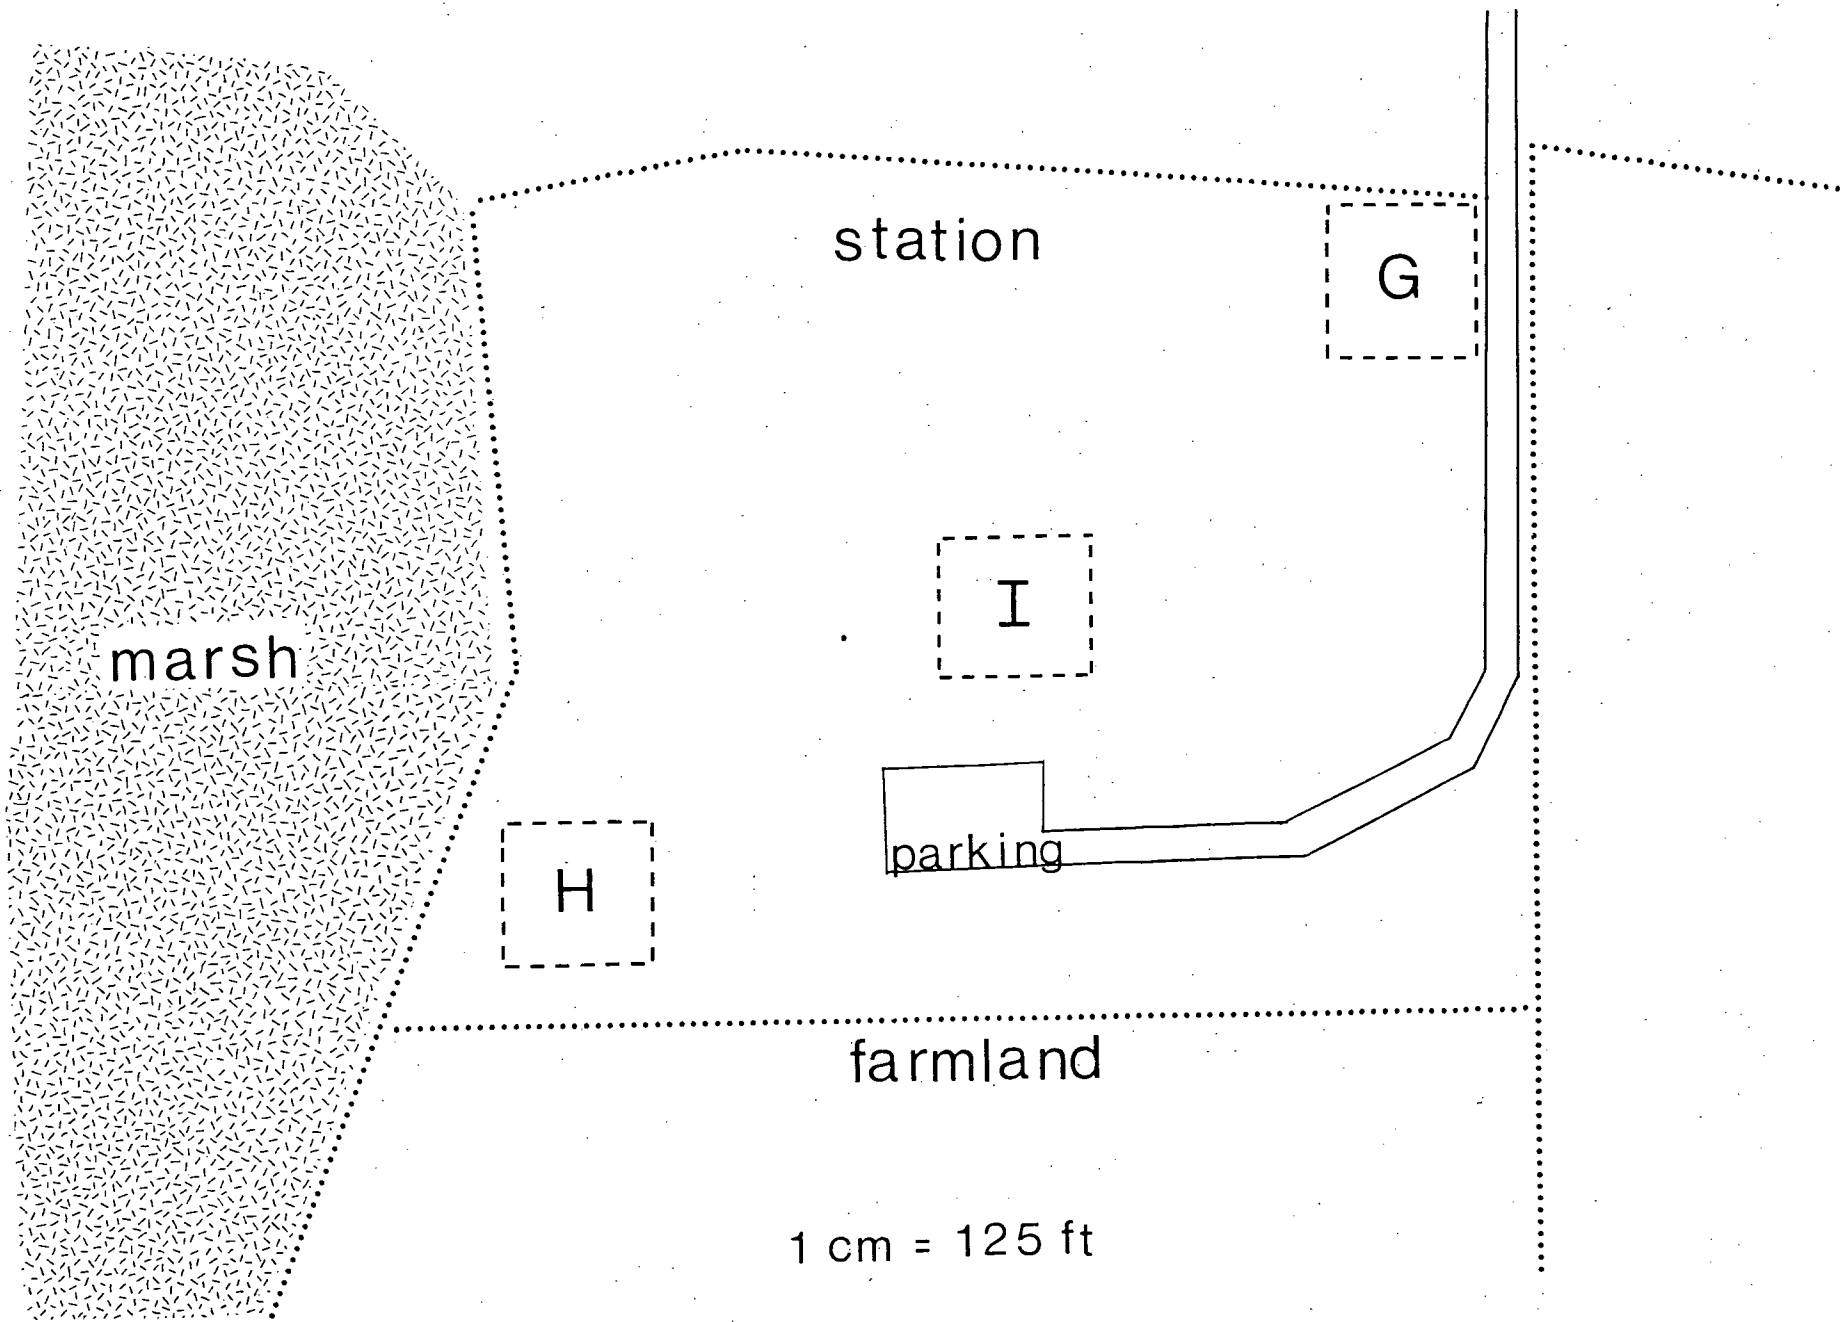 station
G
I
marsh
parking
H
farmland
1 cm = 125 ft